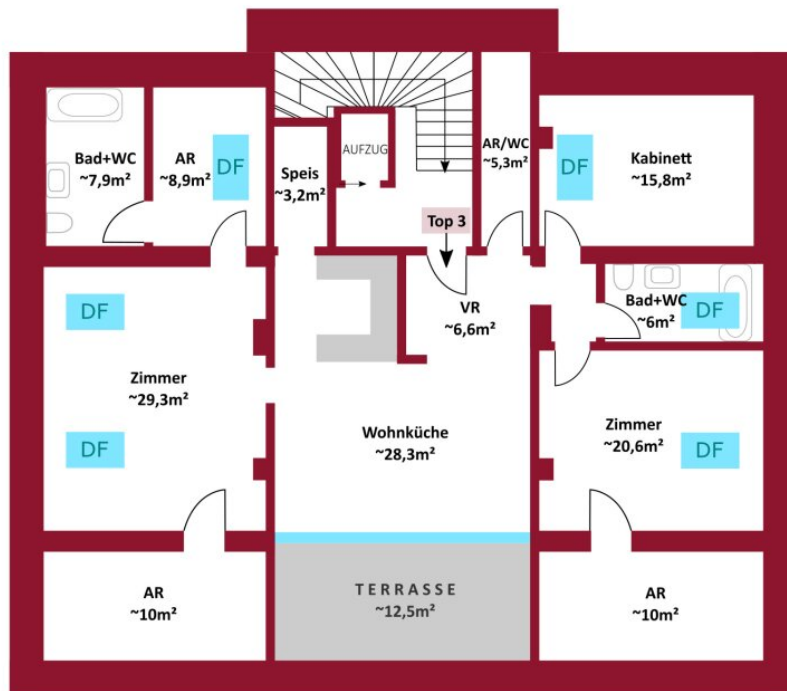 Bad+WC
~7,9m²
AR
~8,9m²
DF
Speis
~3,2m²
AUFZUG
AR/WC
~5,3m²
DF
Kabinett
~15,8m²
Top 3
VR
~6,6m²
Bad+WC
~6m²
DF
DF
Zimmer
~29,3m²
DF
Wohnküche
~28,3m²
Zimmer
~20,6m²
DF
AR
~10m²
TERRASSE
~12,5m²
AR
~10m²